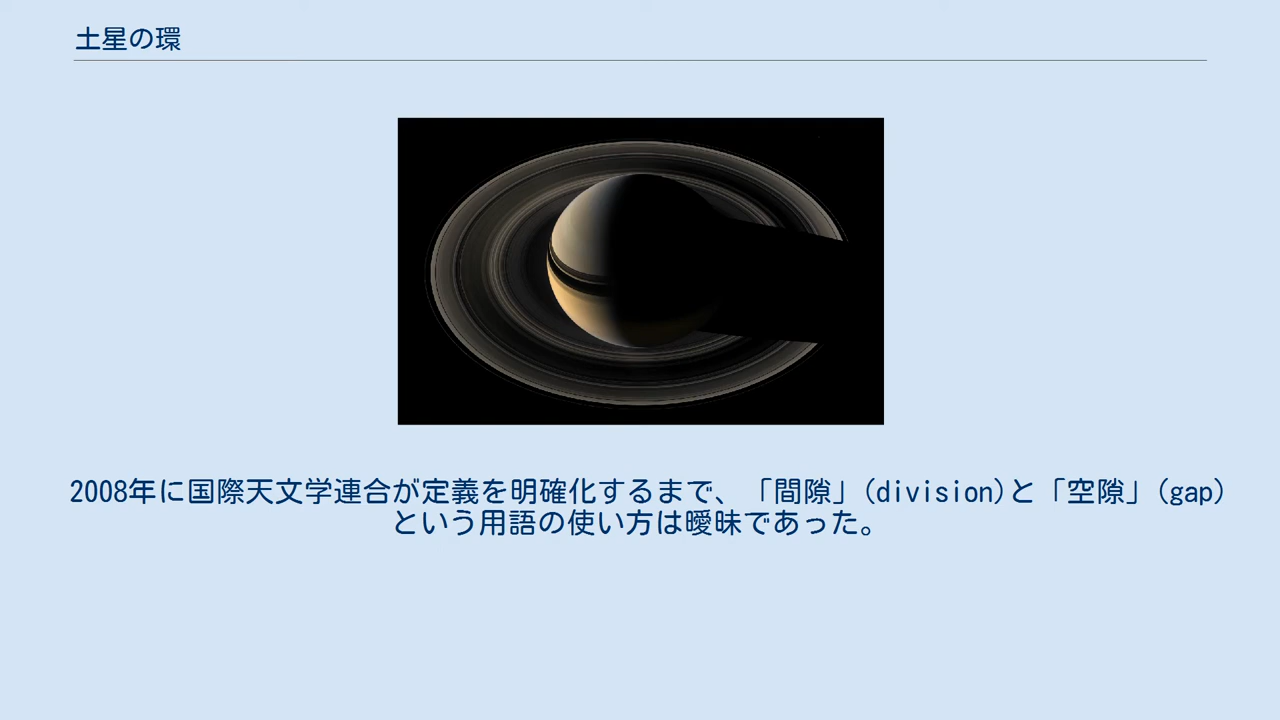 土星の環
2008年に国際天文学連合が定義を明確化するまで、「間隙」(division)と「空隙」(gap)
という用語の使い方は曖昧であった。